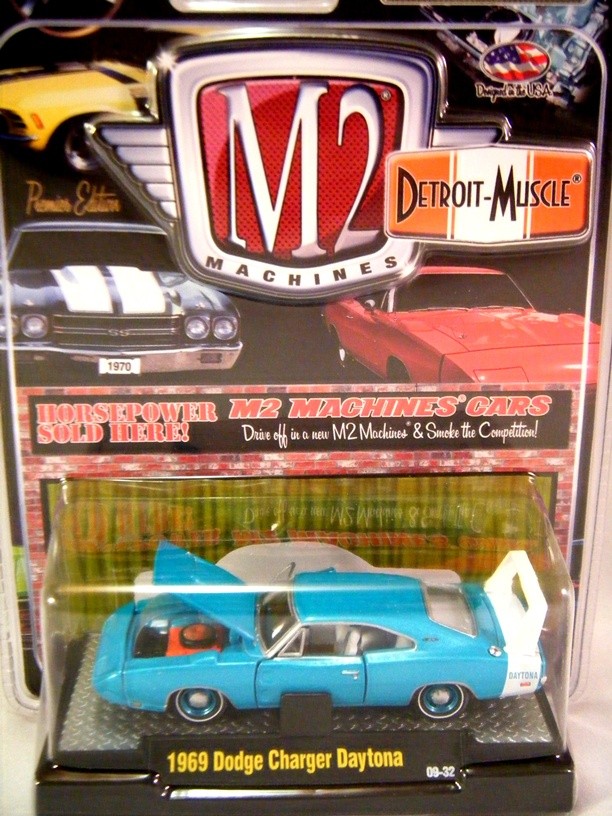 Designed in the U.S.A.
M2®
MACHINES
DETROIT-MUSCLE®
Premier Edition
SS
1970
HORSEPOWER
SOLD HERE!
M2 MACHINES® CARS
Drive off in a new M2 Machines® & Smoke the Competition!
DAYTONA
1969 Dodge Charger Daytona
09-32